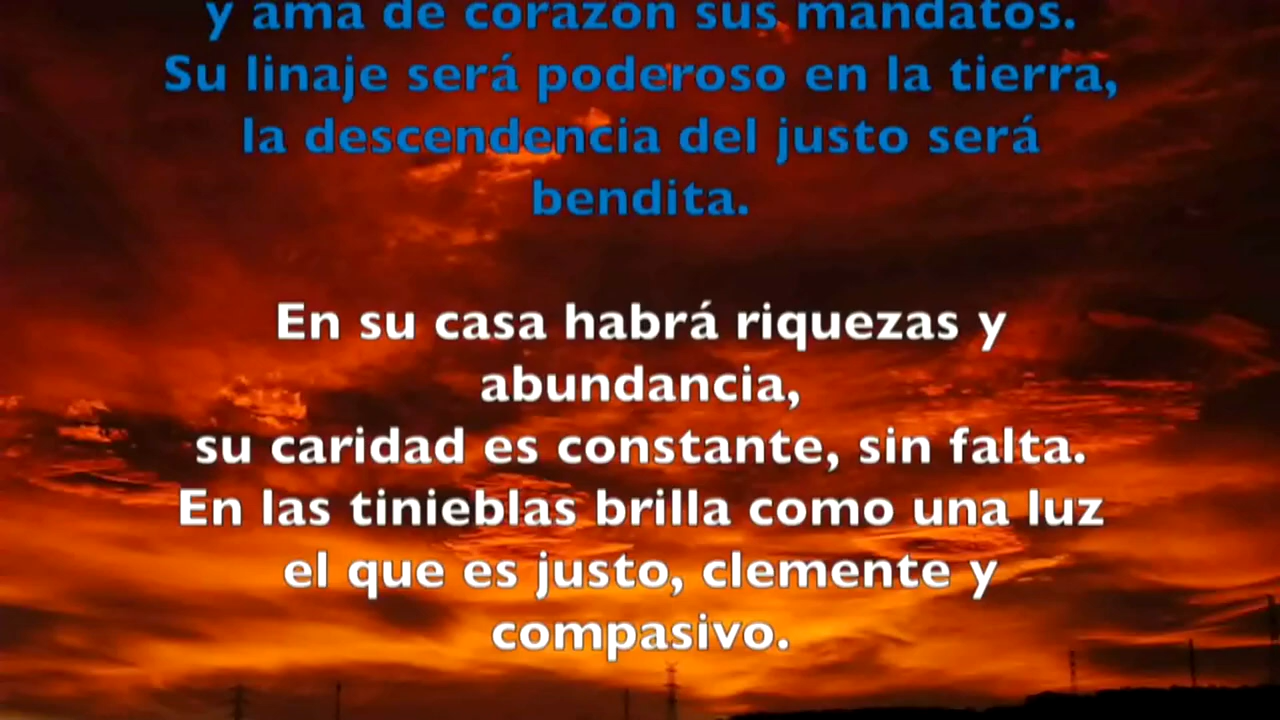 y ama de corazón sus mandatos.
Su linaje será poderoso en la tierra,
la descendencia del justo será
bendita.
En su casa habrá riquezas y
abundancia,
su caridad es constante, sin falta.
En las tinieblas brilla como una luz
el que es justo, clemente y
compasivo.